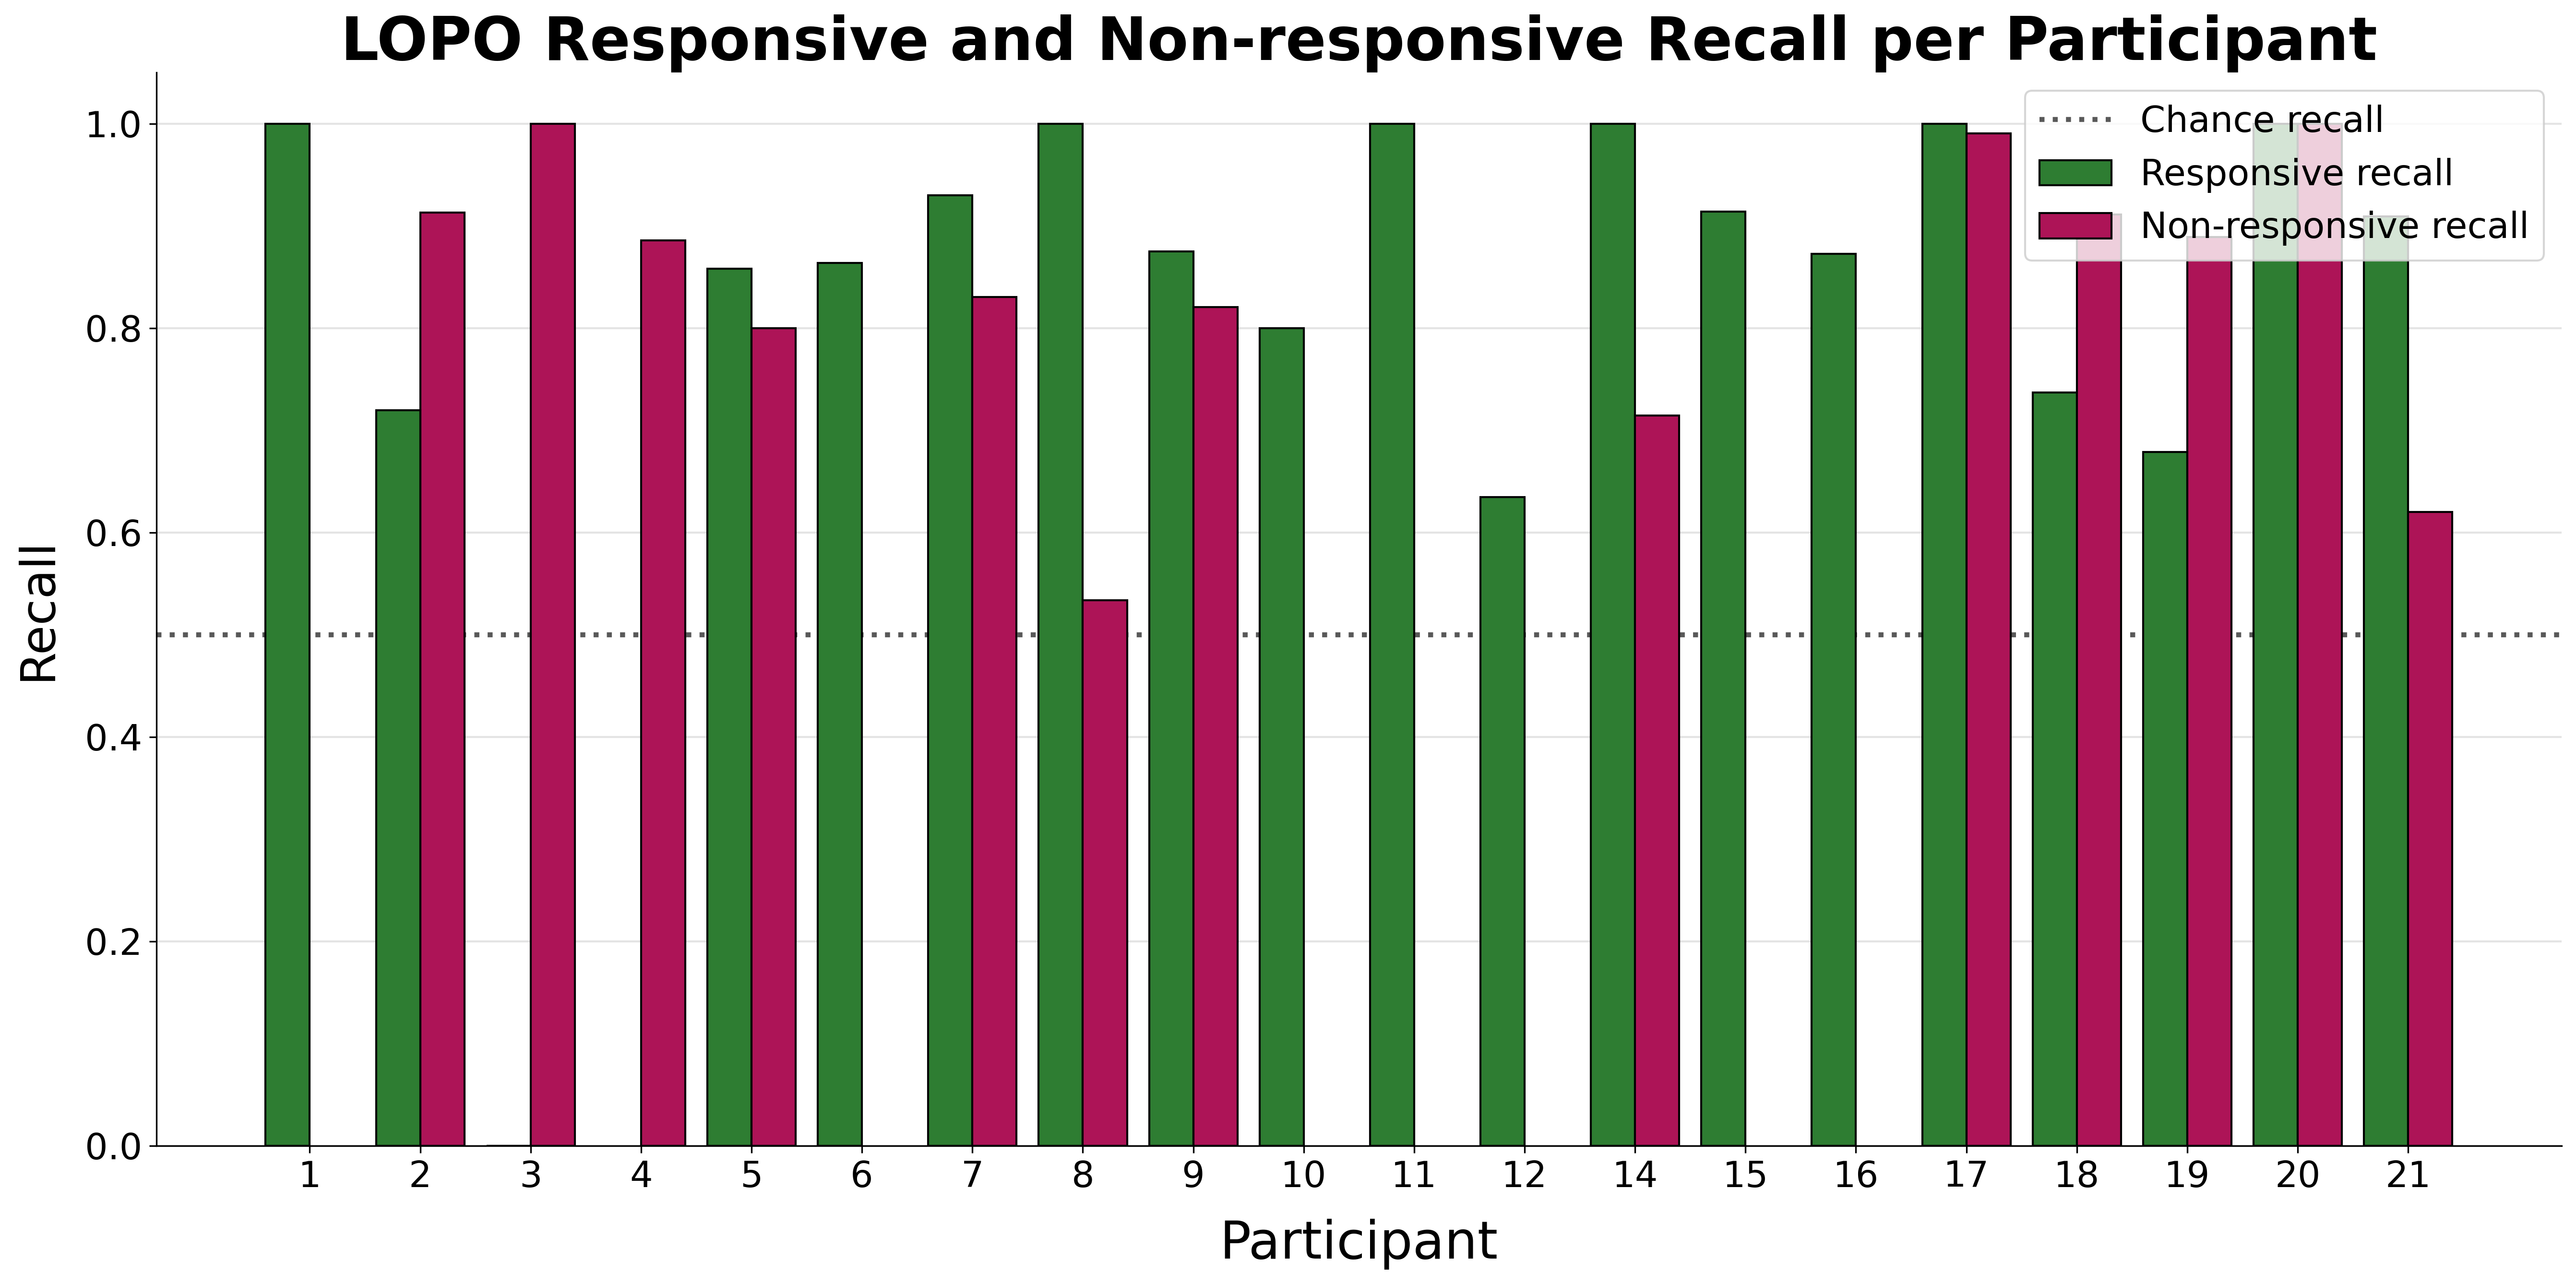 LOPO Responsive and Non-responsive Recall per Participant
Chance recall
Responsive recall
Non-responsive recall
1.0
0.8
0.6
0.4
0.2
0.0
Recall
1 2 3 4 5 6 7 8 9 10 11 12 14 15 16 17 18 19 20 21
Participant